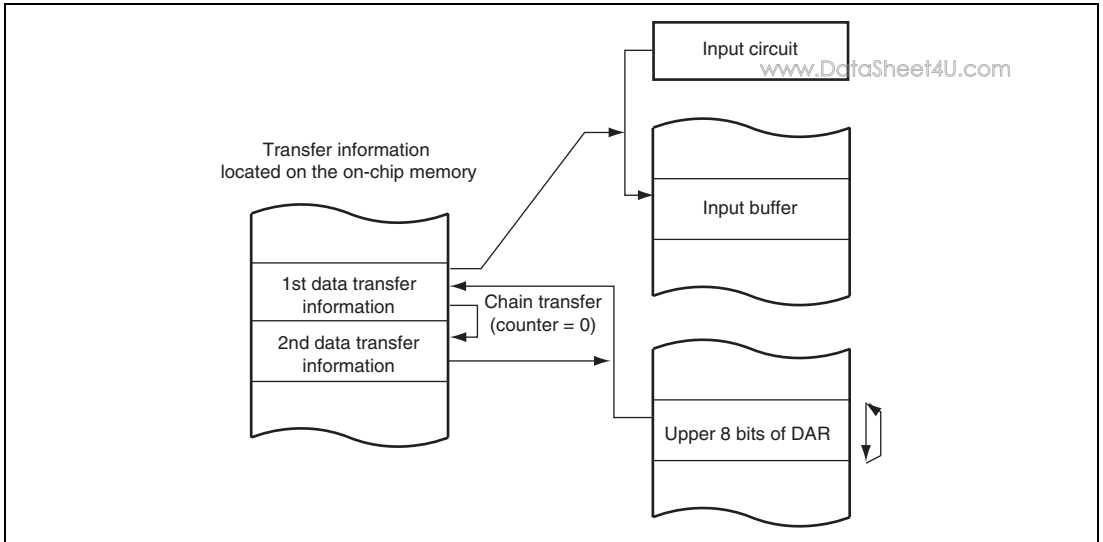 Input circuit
www.DataSheet4U.com
Transfer information
located on the on-chip memory
Input buffer
1st data transfer
information
Chain transfer
(counter = 0)
2nd data transfer
information
Upper 8 bits of DAR